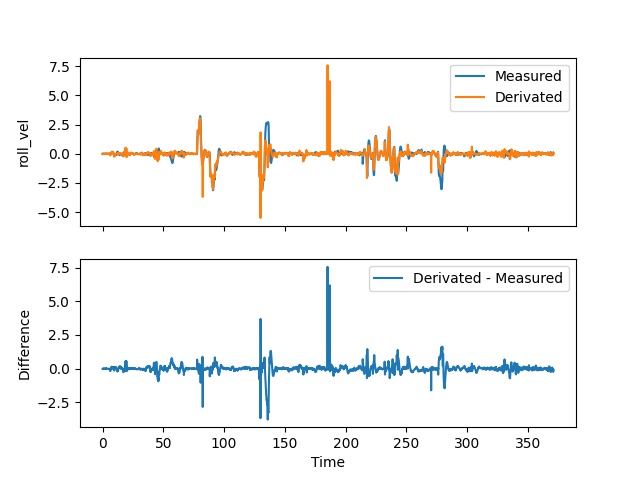 7.5
5.0
2.5
0.0
−2.5
−5.0
roll_vel
Measured
Derivated
7.5
5.0
2.5
0.0
−2.5
Difference
Derivated - Measured
0 50 100 150 200 250 300 350
Time